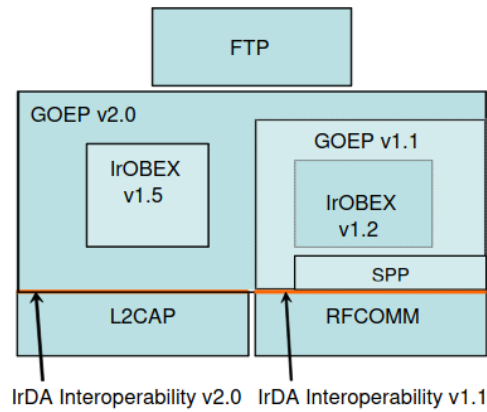 FTP
GOEP v2.0
GOEP v1.1
IrOBEX
v1.5
IrOBEX
v1.2
SPP
L2CAP
RFCOMM
IrDA Interoperability v2.0
IrDA Interoperability v1.1